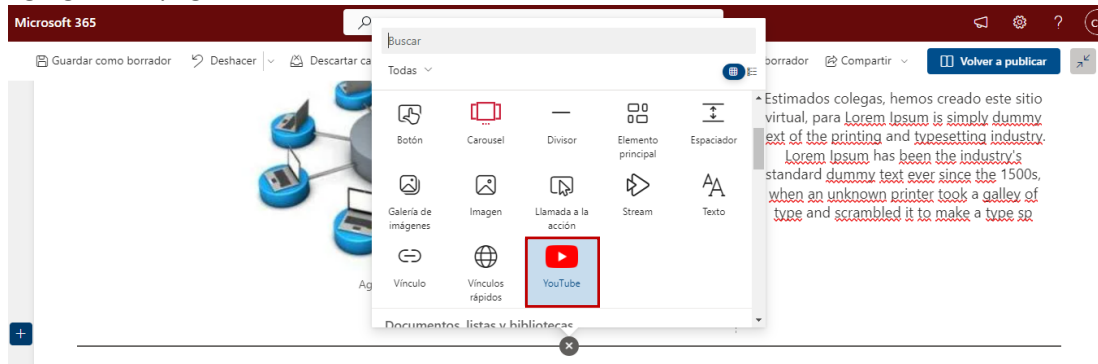 Microsoft 365
Buscar
Guardar como borrador Deshacer Descartar ca
borrador Compartir Volver a publicar
Todas
Botón Carousel Divisor Elemento principal Espaciador
Galería de imágenes Imagen Llamada a la acción Stream Texto
Vínculo Vínculos rápidos YouTube
Documentos, listas y bibliotecas
Estimados colegas, hemos creado este sitio
virtual, para Lorem Ipsum is simply dummy
ext of the printing and typesetting industry.
Lorem Ipsum has been the industry's
standard dummy text ever since the 1500s,
when an unknown printer took a galley of
type and scrambled it to make a type sp
Ag